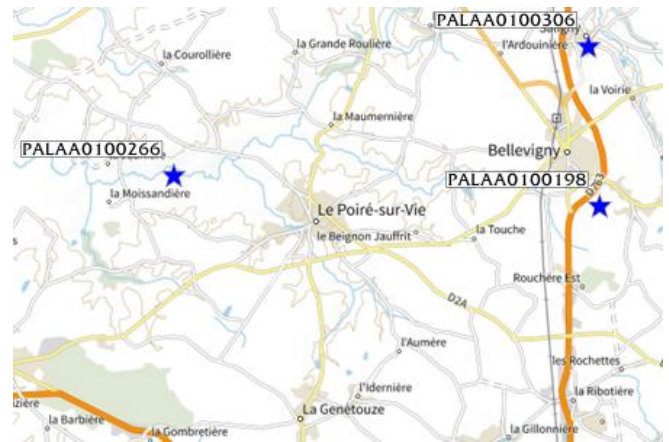 PALAA0100306
la Courollière
la Grande Roulière
l'Ardouinière
la Voirie
la Maumernière
Bellevigny
PALAA0100266
PALAA0100198
D763
la Moissandière
Le Poiré-sur-Vie
le Beignon Jauffrit
la Touche
Rouchère Est
D2A
l'Aumère
les Rochettes
l'Idernière
la Ribotière
la Barbière
La Genétouze
la Gombretière
la Gillonnière